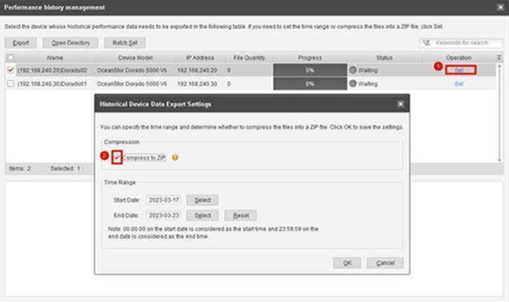 Performance history management
Select the device whose historical performance data needs to be exported in the following table. If you need to set the time range or compress the files into a ZIP file, click Set
Export Open Directory Batch Set Keywords for search
Name Device Model IP Address File Quantity Progress Status Operation
(192.168.240.20)Dorado02 OceanStor Dorado 5000 V6 192.168.240.20 0 0% Waiting 1 Set
(192.168.240.30)Dorado01 OceanStor Dorado 5000 V6 192.168.240.30 0 0% Waiting Set
Historical Device Data Export Settings
You can specify the time range and determine whether to compress the files into a ZIP file. Click OK to save the settings.
Compression
2 Compress to ZIP
Items: 2 Selected: 1
Time Range
Start Date: 2023-03-17 Select
End Date: 2023-03-23 Select Reset
Note: 00:00:00 on the start date is considered as the start time and 23:59:59 on the
end date is considered as the end time.
OK Cancel